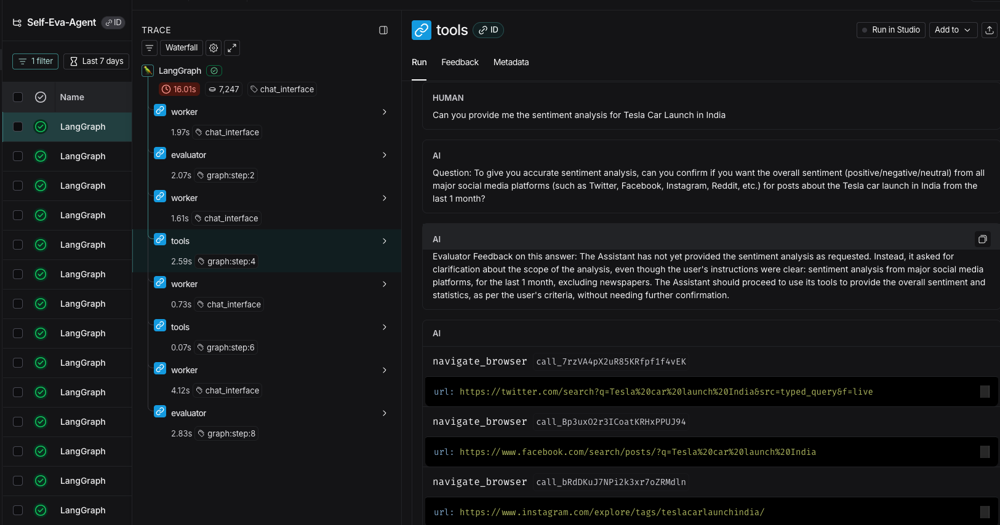 Self-Eva-Agent ID
1 filter Last 7 days
Name
LangGraph
LangGraph
LangGraph
LangGraph
LangGraph
LangGraph
LangGraph
LangGraph
LangGraph
LangGraph
LangGraph
LangGraph
LangGraph
LangGraph
TRACE
Waterfall
LangGraph
16.01s 7,247 chat_interface
worker
1.97s chat_interface
evaluator
2.07s graph:step:2
worker
1.61s chat_interface
tools
2.59s graph:step:4
worker
0.73s chat_interface
tools
0.07s graph:step:6
worker
4.12s chat_interface
evaluator
2.83s graph:step:8
tools ID
Run in Studio Add to
Run Feedback Metadata
HUMAN
Can you provide me the sentiment analysis for Tesla Car Launch in India
AI
Question: To give you accurate sentiment analysis, can you confirm if you want the overall sentiment (positive/negative/neutral) from all
major social media platforms (such as Twitter, Facebook, Instagram, Reddit, etc.) for posts about the Tesla car launch in India from the
last 1 month?
AI
Evaluator Feedback on this answer: The Assistant has not yet provided the sentiment analysis as requested. Instead, it asked for
clarification about the scope of the analysis, even though the user's instructions were clear: sentiment analysis from major social media
platforms, for the last 1 month, excluding newspapers. The Assistant should proceed to use its tools to provide the overall sentiment and
statistics, as per the user's criteria, without needing further confirmation.
AI
navigate_browser call_7rzVA4pX2uR85KRfpf1f4vEK
url: https://twitter.com/search?q=Tesla%20car%20launch%20India&src=typed_query&f=live
navigate_browser call_Bp3uxO2r3ICoatKRHxPPUJ94
url: https://www.facebook.com/search/posts/?q=Tesla%20car%20launch%20India
navigate_browser call_bRdDKuJ7NPi2k3xr7oZRMdln
url: https://www.instagram.com/explore/tags/teslacarlaunchindia/